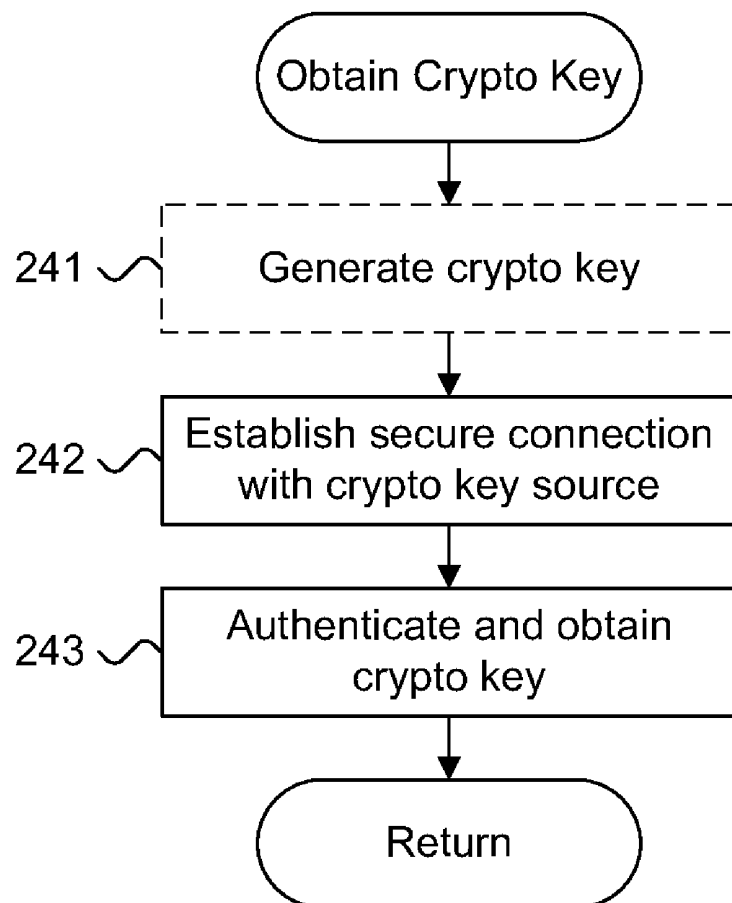 Obtain Crypto Key
241
Generate crypto key
242
Establish secure connection
with crypto key source
243
Authenticate and obtain
crypto key
Return